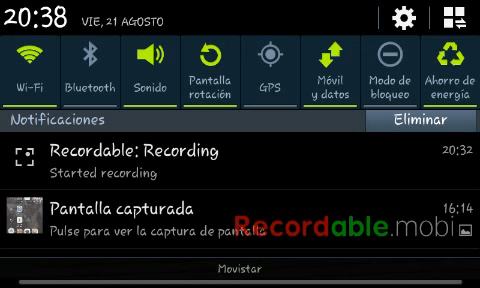 20:38 VIE, 21 AGOSTO
Wi-Fi Bluetooth Sonido Pantalla rotación GPS Móvil y datos Modo de bloqueo Ahorro de energía
Notificaciones Eliminar
Recordable: Recording 20:32
Started recording
Pantalla capturada 16:14
Pulse para ver la captura de pantalla
Recordable.mobi
Movistar